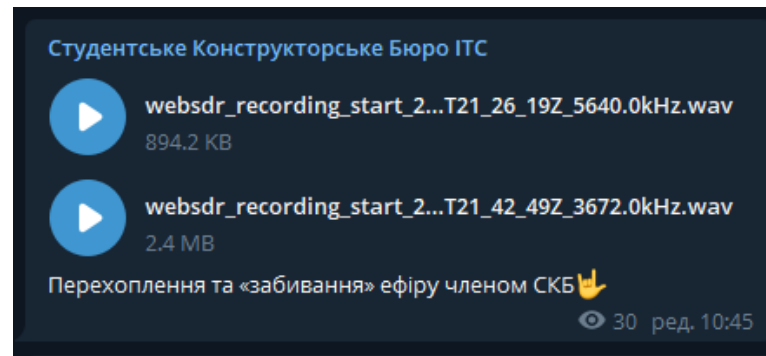 Студентське Конструкторське Бюро ІТС
websdr_recording_start_2...T21_26_19Z_5640.0kHz.wav
894.2 KB
websdr_recording_start_2...T21_42_49Z_3672.0kHz.wav
2.4 MB
Перехоплення та «забивання» ефіру членом СКБ🤟
30 ред. 10:45